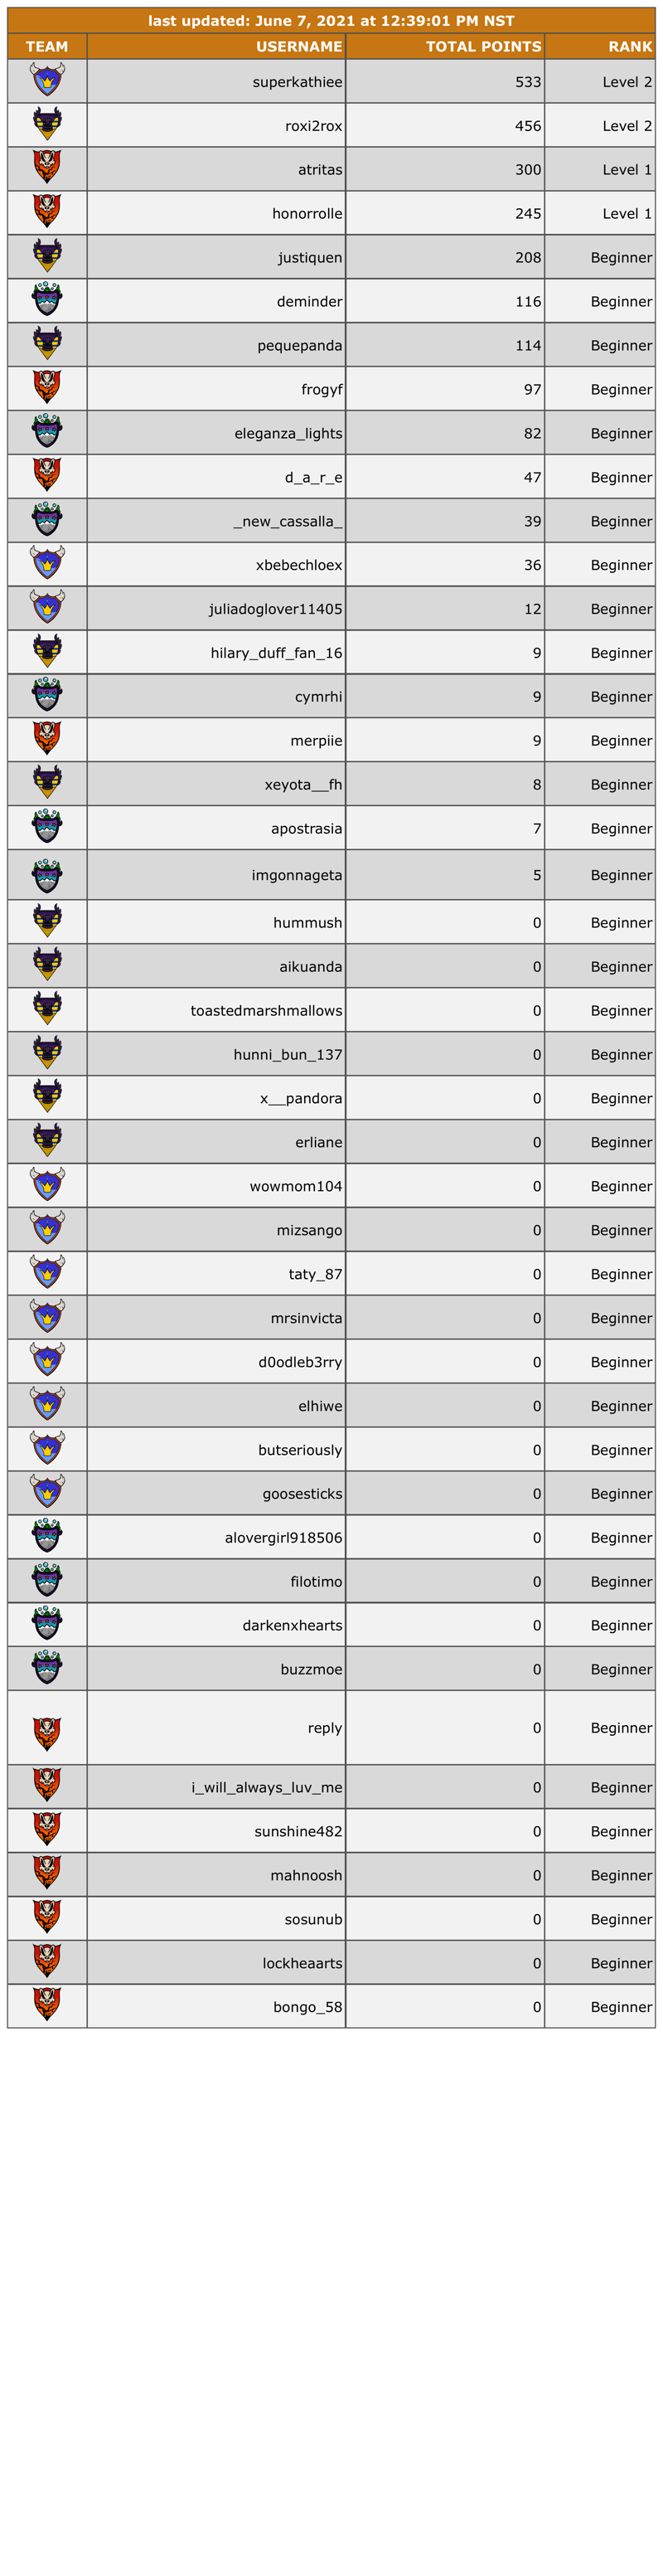 last updated: June 7, 2021 at 12:39:01 PM NST
TEAM USERNAME TOTAL POINTS RANK
superkathiee 533 Level 2
roxi2rox 456 Level 2
atritas 300 Level 1
honorrolle 245 Level 1
justiquen 208 Beginner
deminder 116 Beginner
pequepanda 114 Beginner
frogyf 97 Beginner
eleganza_lights 82 Beginner
d_a_r_e 47 Beginner
_new_cassalla_ 39 Beginner
xbebechloex 36 Beginner
juliadoglover11405 12 Beginner
hilary_duff_fan_16 9 Beginner
cymrhi 9 Beginner
merpiie 9 Beginner
xeyota__fh 8 Beginner
apostrasia 7 Beginner
imgonnageta 5 Beginner
hummush 0 Beginner
aikuanda 0 Beginner
toastedmarshmallows 0 Beginner
hunni_bun_137 0 Beginner
x__pandora 0 Beginner
erliane 0 Beginner
wowmom104 0 Beginner
mizsango 0 Beginner
taty_87 0 Beginner
mrsinvicta 0 Beginner
d0odleb3rry 0 Beginner
elhiwe 0 Beginner
butseriously 0 Beginner
goosesticks 0 Beginner
alovergirl918506 0 Beginner
filotimo 0 Beginner
darkenxhearts 0 Beginner
buzzmoe 0 Beginner
reply 0 Beginner
i_will_always_luv_me 0 Beginner
sunshine482 0 Beginner
mahnoosh 0 Beginner
sosunub 0 Beginner
lockheaarts 0 Beginner
bongo_58 0 Beginner